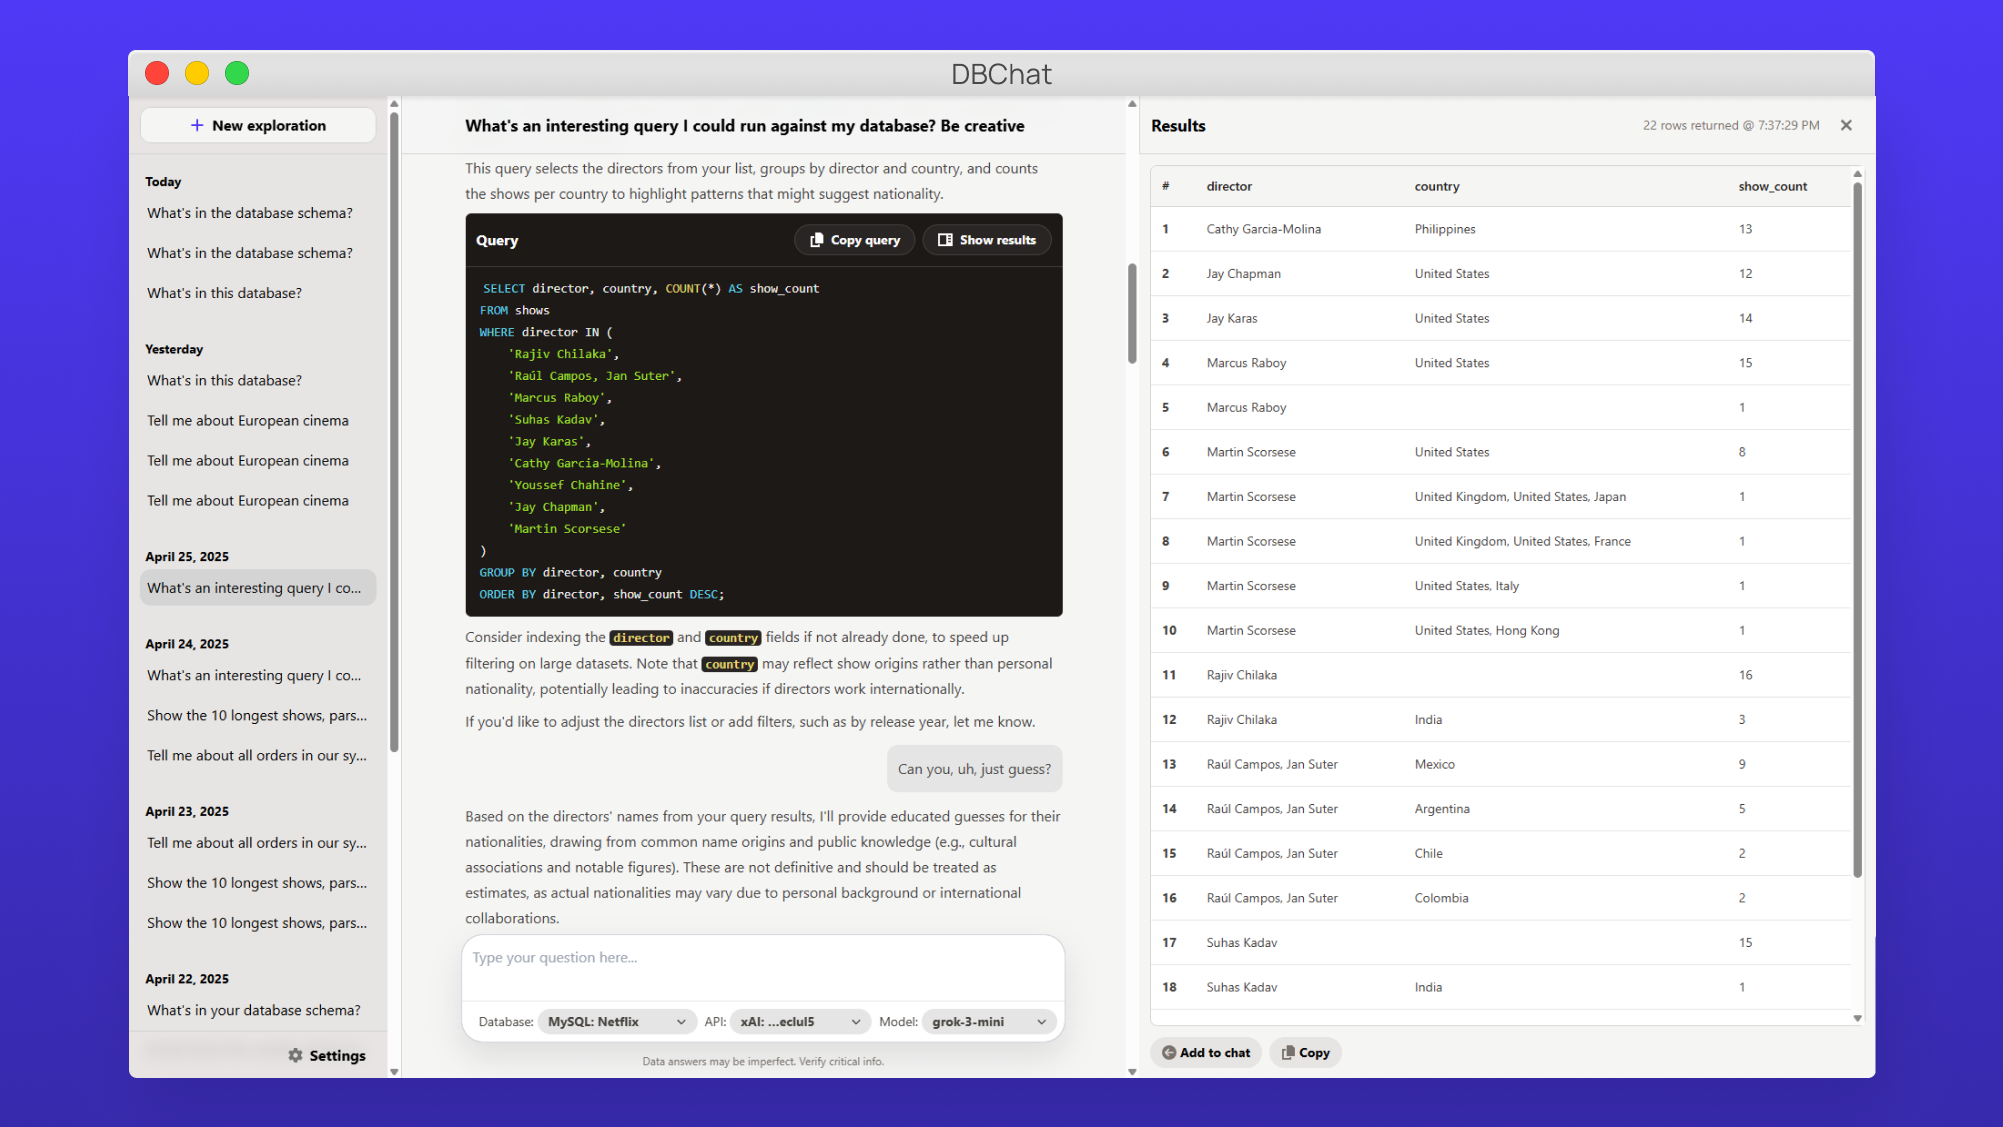 DBChat
+ New exploration
Today
What's in the database schema?
What's in the database schema?
What's in this database?
Yesterday
What's in this database?
Tell me about European cinema
Tell me about European cinema
Tell me about European cinema
April 25, 2025
What's an interesting query I co...
April 24, 2025
What's an interesting query I co...
Show the 10 longest shows, pars...
Tell me about all orders in our sy...
April 23, 2025
Tell me about all orders in our sy...
Show the 10 longest shows, pars...
Show the 10 longest shows, pars...
April 22, 2025
What's in your database schema?
Settings
What's an interesting query I could run against my database? Be creative
This query selects the directors from your list, groups by director and country, and counts
the shows per country to highlight patterns that might suggest nationality.
Query Copy query Show results
SELECT director, country, COUNT(*) AS show_count
FROM shows
WHERE director IN (
'Rajiv Chilaka',
'Raúl Campos, Jan Suter',
'Marcus Raboy',
'Suhas Kadav',
'Jay Karas',
'Cathy Garcia-Molina',
'Youssef Chahine',
'Jay Chapman',
'Martin Scorsese'
)
GROUP BY director, country
ORDER BY director, show_count DESC;
Consider indexing the director and country fields if not already done, to speed up
filtering on large datasets. Note that country may reflect show origins rather than personal
nationality, potentially leading to inaccuracies if directors work internationally.
If you'd like to adjust the directors list or add filters, such as by release year, let me know.
Can you, uh, just guess?
Based on the directors' names from your query results, I'll provide educated guesses for their
nationalities, drawing from common name origins and public knowledge (e.g., cultural
associations and notable figures). These are not definitive and should be treated as
estimates, as actual nationalities may vary due to personal background or international
collaborations.
Type your question here...
Database: MySQL: Netflix API: xAI: ...eclul5 Model: grok-3-mini
Data answers may be imperfect. Verify critical info.
Results 22 rows returned @ 7:37:29 PM
# director country show_count
1 Cathy Garcia-Molina Philippines 13
2 Jay Chapman United States 12
3 Jay Karas United States 14
4 Marcus Raboy United States 15
5 Marcus Raboy 1
6 Martin Scorsese United States 8
7 Martin Scorsese United Kingdom, United States, Japan 1
8 Martin Scorsese United Kingdom, United States, France 1
9 Martin Scorsese United States, Italy 1
10 Martin Scorsese United States, Hong Kong 1
11 Rajiv Chilaka 16
12 Rajiv Chilaka India 3
13 Raúl Campos, Jan Suter Mexico 9
14 Raúl Campos, Jan Suter Argentina 5
15 Raúl Campos, Jan Suter Chile 2
16 Raúl Campos, Jan Suter Colombia 2
17 Suhas Kadav 15
18 Suhas Kadav India 1
Add to chat Copy